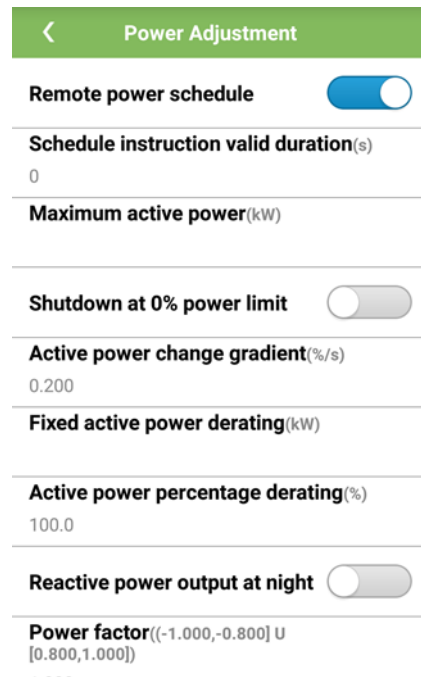 Power Adjustment
Remote power schedule
Schedule instruction valid duration(s)
0
Maximum active power(kW)
Shutdown at 0% power limit
Active power change gradient(%/s)
0.200
Fixed active power derating(kW)
Active power percentage derating(%)
100.0
Reactive power output at night
Power factor((-1.000,-0.800] U
[0.800,1.000])